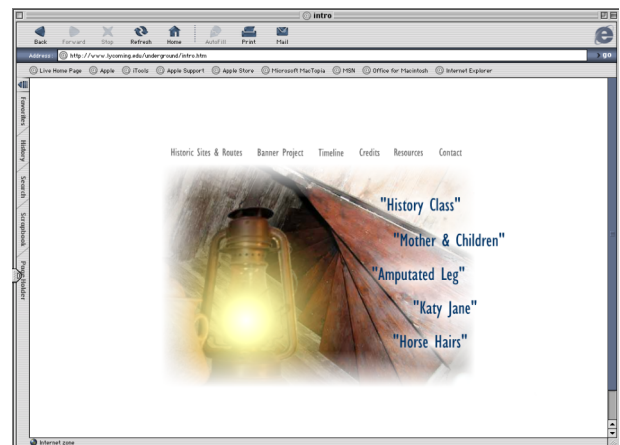 intro
Back Forward Stop Refresh Home AutoFill Print Mail
Address: http://www.lycoming.edu/underground/intro.htm go
Live Home Page Apple iTools Apple Support Apple Store Microsoft MacTopia MSN Office for Macintosh Internet Explorer
Favorites
History
Search
Scrapbook
Page Holder
Historic Sites & Routes Banner Project Timeline Credits Resources Contact
"History Class"
"Mother & Children"
"Amputated Leg"
"Katy Jane"
"Horse Hairs"
Internet zone